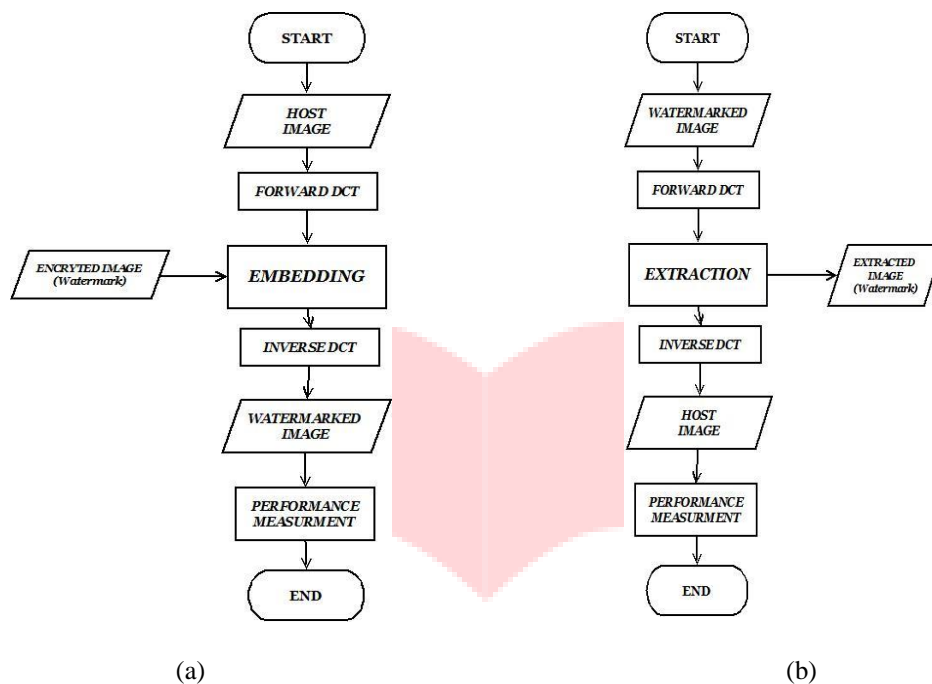 START
HOST
IMAGE
FORWARD DCT
ENCRYTED IMAGE
(Watermark)
EMBEDDING
INVERSE DCT
WATERMARKED
IMAGE
PERFORMANCE
MEASURMENT
END
(a)
START
WATERMARKED
IMAGE
FORWARD DCT
EXTRACTION
EXTRACTED
IMAGE
(Watermark)
INVERSE DCT
HOST
IMAGE
PERFORMANCE
MEASURMENT
END
(b)